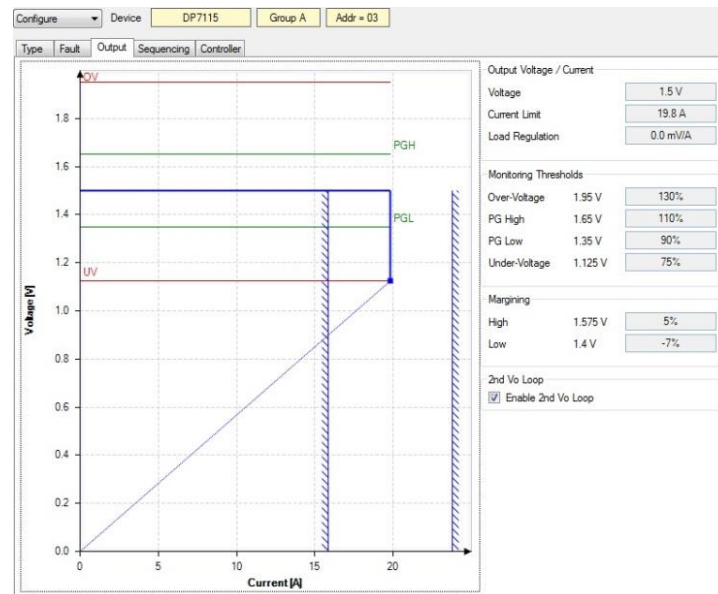 Configure Device DP7115 Group A Addr = 03
Type Fault Output Sequencing Controller
Output Voltage / Current
Voltage 1.5 V
Current Limit 19.8 A
Load Regulation 0.0 mV/A
Monitoring Thresholds
Over-Voltage 1.95 V 130%
PG High 1.65 V 110%
PG Low 1.35 V 90%
Under-Voltage 1.125 V 75%
Margining
High 1.575 V 5%
Low 1.4 V -7%
2nd Vo Loop
Enable 2nd Vo Loop
OV
1.8
PGH
1.6
1.4
PGL
1.2
UV
1.0
Voltage [V]
0.8
0.6
0.4
0.2
0.0
0 5 10 15 20
Current [A]